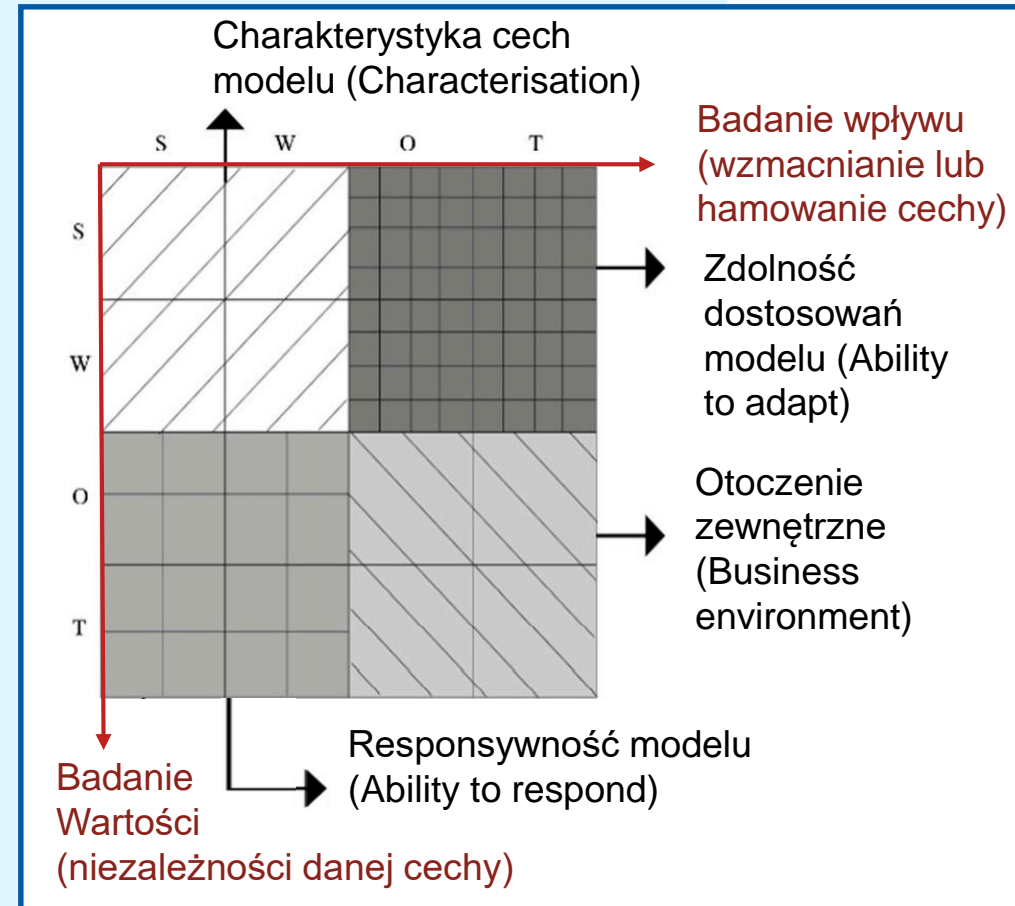 Charakterystyka cech
modelu (Characterisation)
S W O T
Badanie wpływu
(wzmacnianie lub
hamowanie cechy)
S
W
O
T
Zdolność
dostosowań
modelu (Ability
to adapt)
Otoczenie
zewnętrzne
(Business
environment)
Responsywność modelu
(Ability to respond)
Badanie
Wartości
(niezależności danej cechy)